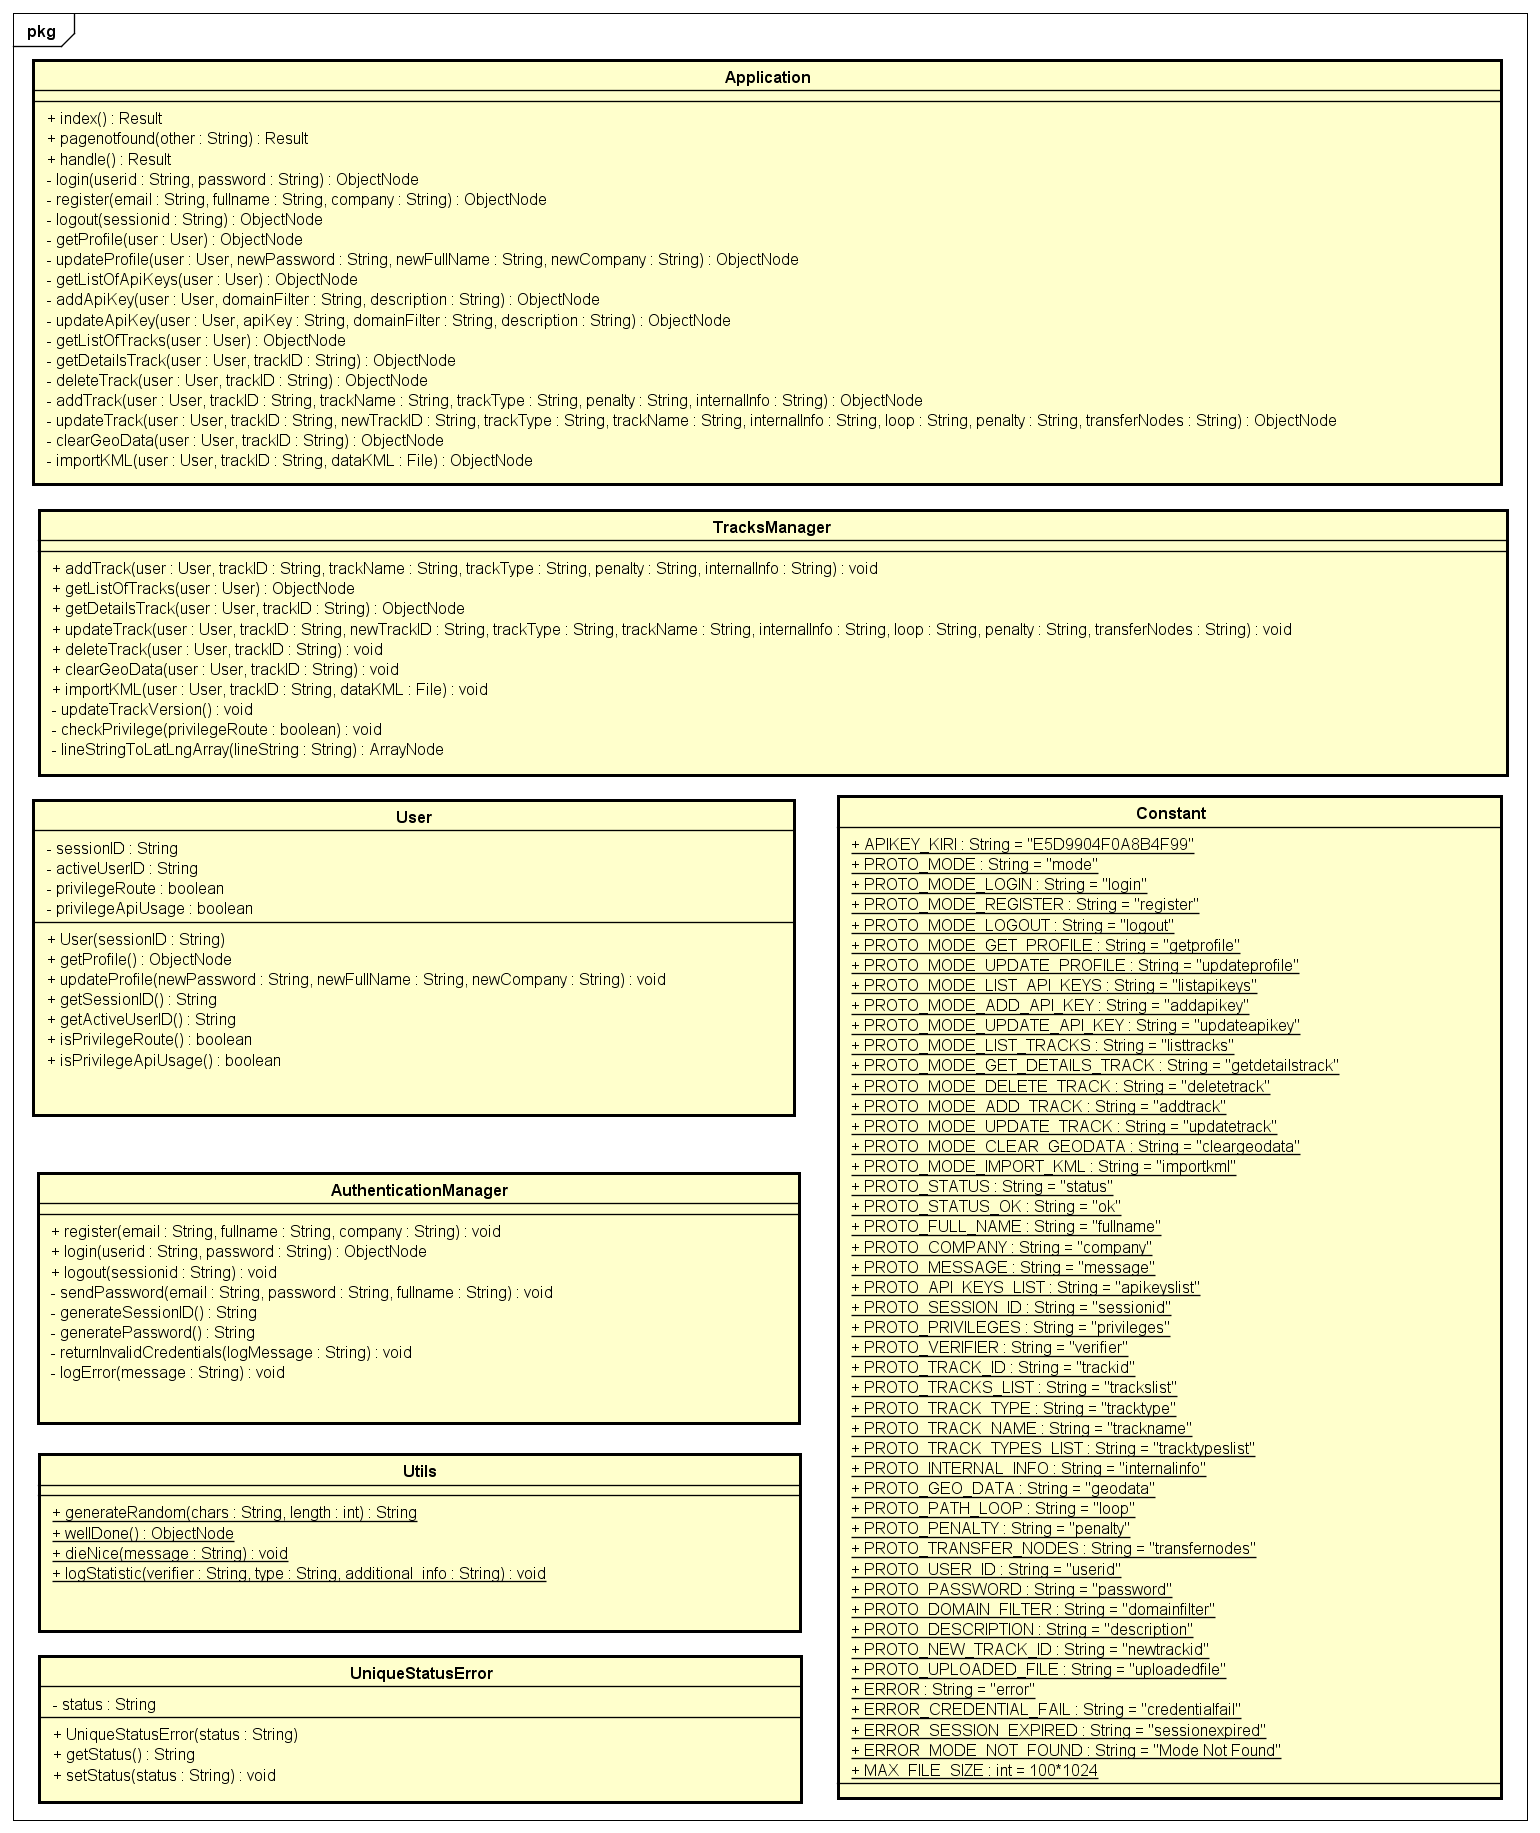 pkg
Application
+ index() : Result
+ pagenotfound(other : String) : Result
+ handle() : Result
- login(userid : String, password : String) : ObjectNode
- register(email : String, fullname : String, company : String) : ObjectNode
- logout(sessionid : String) : ObjectNode
- getProfile(user : User) : ObjectNode
- updateProfile(user : User, newPassword : String, newFullName : String, newCompany : String) : ObjectNode
- getListOfApiKeys(user : User) : ObjectNode
- addApiKey(user : User, domainFilter : String, description : String) : ObjectNode
- updateApiKey(user : User, apiKey : String, domainFilter : String, description : String) : ObjectNode
- getListOfTracks(user : User) : ObjectNode
- getDetailsTrack(user : User, trackID : String) : ObjectNode
- deleteTrack(user : User, trackID : String) : ObjectNode
- addTrack(user : User, trackID : String, trackName : String, trackType : String, penalty : String, internalInfo : String) : ObjectNode
- updateTrack(user : User, trackID : String, newTrackID : String, trackType : String, trackName : String, internalInfo : String, loop : String, penalty : String, transferNodes : String) : ObjectNode
- clearGeoData(user : User, trackID : String) : ObjectNode
- importKML(user : User, trackID : String, dataKML : File) : ObjectNode
TracksManager
+ addTrack(user : User, trackID : String, trackName : String, trackType : String, penalty : String, internalInfo : String) : void
+ getListOfTracks(user : User) : ObjectNode
+ getDetailsTrack(user : User, trackID : String) : ObjectNode
+ updateTrack(user : User, trackID : String, newTrackID : String, trackType : String, trackName : String, internalInfo : String, loop : String, penalty : String, transferNodes : String) : void
+ deleteTrack(user : User, trackID : String) : void
+ clearGeoData(user : User, trackID : String) : void
+ importKML(user : User, trackID : String, dataKML : File) : void
- updateTrackVersion() : void
- checkPrivilege(privilegeRoute : boolean) : void
- lineStringToLatLngArray(lineString : String) : ArrayNode
User
- sessionID : String
- activeUserID : String
- privilegeRoute : boolean
- privilegeApiUsage : boolean
+ User(sessionID : String)
+ getProfile() : ObjectNode
+ updateProfile(newPassword : String, newFullName : String, newCompany : String) : void
+ getSessionID() : String
+ getActiveUserID() : String
+ isPrivilegeRoute() : boolean
+ isPrivilegeApiUsage() : boolean
AuthenticationManager
+ register(email : String, fullname : String, company : String) : void
+ login(userid : String, password : String) : ObjectNode
+ logout(sessionid : String) : void
- sendPassword(email : String, password : String, fullname : String) : void
- generateSessionID() : String
- generatePassword() : String
- returnInvalidCredentials(logMessage : String) : void
- logError(message : String) : void
Utils
+ generateRandom(chars : String, length : int) : String
+ wellDone() : ObjectNode
+ dieNice(message : String) : void
+ logStatistic(verifier : String, type : String, additional_info : String) : void
UniqueStatusError
- status : String
+ UniqueStatusError(status : String)
+ getStatus() : String
+ setStatus(status : String) : void
Constant
+ APIKEY_KIRI : String = "E5D9904F0A8B4F99"
+ PROTO_MODE : String = "mode"
+ PROTO_MODE_LOGIN : String = "login"
+ PROTO_MODE_REGISTER : String = "register"
+ PROTO_MODE_LOGOUT : String = "logout"
+ PROTO_MODE_GET_PROFILE : String = "getprofile"
+ PROTO_MODE_UPDATE_PROFILE : String = "updateprofile"
+ PROTO_MODE_LIST_API_KEYS : String = "listapikeys"
+ PROTO_MODE_ADD_API_KEY : String = "addapikey"
+ PROTO_MODE_UPDATE_API_KEY : String = "updateapikey"
+ PROTO_MODE_LIST_TRACKS : String = "listtracks"
+ PROTO_MODE_GET_DETAILS_TRACK : String = "getdetailstrack"
+ PROTO_MODE_DELETE_TRACK : String = "deletetrack"
+ PROTO_MODE_ADD_TRACK : String = "addtrack"
+ PROTO_MODE_UPDATE_TRACK : String = "updatetrack"
+ PROTO_MODE_CLEAR_GEODATA : String = "cleargeodata"
+ PROTO_MODE_IMPORT_KML : String = "importkml"
+ PROTO_STATUS : String = "status"
+ PROTO_STATUS_OK : String = "ok"
+ PROTO_FULL_NAME : String = "fullname"
+ PROTO_COMPANY : String = "company"
+ PROTO_MESSAGE : String = "message"
+ PROTO_API_KEYS_LIST : String = "apikeyslist"
+ PROTO_SESSION_ID : String = "sessionid"
+ PROTO_PRIVILEGES : String = "privileges"
+ PROTO_VERIFIER : String = "verifier"
+ PROTO_TRACK_ID : String = "trackid"
+ PROTO_TRACKS_LIST : String = "trackslist"
+ PROTO_TRACK_TYPE : String = "tracktype"
+ PROTO_TRACK_NAME : String = "trackname"
+ PROTO_TRACK_TYPES_LIST : String = "tracktypeslist"
+ PROTO_INTERNAL_INFO : String = "internalinfo"
+ PROTO_GEO_DATA : String = "geodata"
+ PROTO_PATH_LOOP : String = "loop"
+ PROTO_PENALTY : String = "penalty"
+ PROTO_TRANSFER_NODES : String = "transfernodes"
+ PROTO_USER_ID : String = "userid"
+ PROTO_PASSWORD : String = "password"
+ PROTO_DOMAIN_FILTER : String = "domainfilter"
+ PROTO_DESCRIPTION : String = "description"
+ PROTO_NEW_TRACK_ID : String = "newtrackid"
+ PROTO_UPLOADED_FILE : String = "uploadedfile"
+ ERROR : String = "error"
+ ERROR_CREDENTIAL_FAIL : String = "credentialfail"
+ ERROR_SESSION_EXPIRED : String = "sessionexpired"
+ ERROR_MODE_NOT_FOUND : String = "Mode Not Found"
+ MAX_FILE_SIZE : int = 100*1024